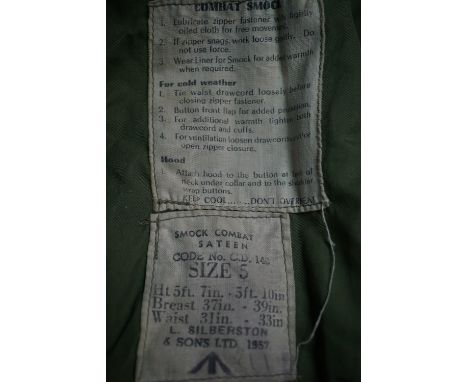 COMBAT SMOCK
1. Lubricate zipper fastener with lightly
oiled cloth for free movement.
2. If zipper snags, work loose gently. Do
not use force.
3. Wear Liner for Smock for added warmth
when required.
For cold weather
1. Tie waist drawcord loosely before
closing zipper fastener.
2. Button front flap for added protection.
3. For additional warmth tighten both
drawcord and cuffs.
4. For ventilation loosen drawcord and/or
open zipper closure.
Hood
1. Attach hood to the button at
neck under collar and to the shoulder
strap buttons.
KEEP COOL......DON'T OVERHEAT
SMOCK COMBAT
SATEEN
CODE No. C.D.
SIZE 5
Ht 5ft. 7in. - 5ft. 10in
Breast 37in. - 39in.
Waist 31in. - 33in
L. SILBERSTON
& SONS LTD 1957